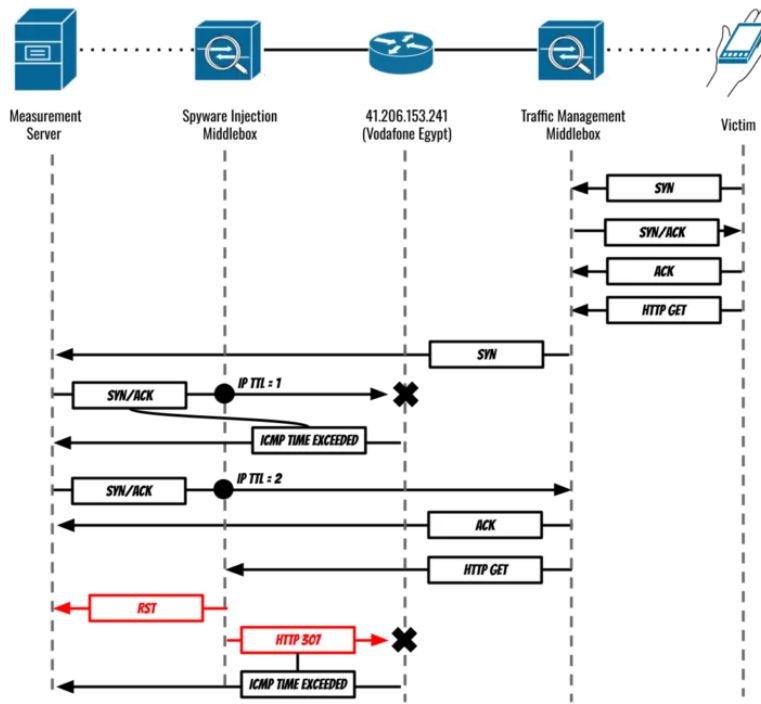 Measurement
Server
Spyware Injection
Middlebox
41.206.153.241
(Vodafone Egypt)
Traffic Management
Middlebox
Victim
SYN
SYN/ACK
ACK
HTTP GET
SYN
SYN/ACK
IP TTL = 1
ICMP TIME EXCEEDED
SYN/ACK
IP TTL = 2
ACK
HTTP GET
RST
HTTP 307
ICMP TIME EXCEEDED